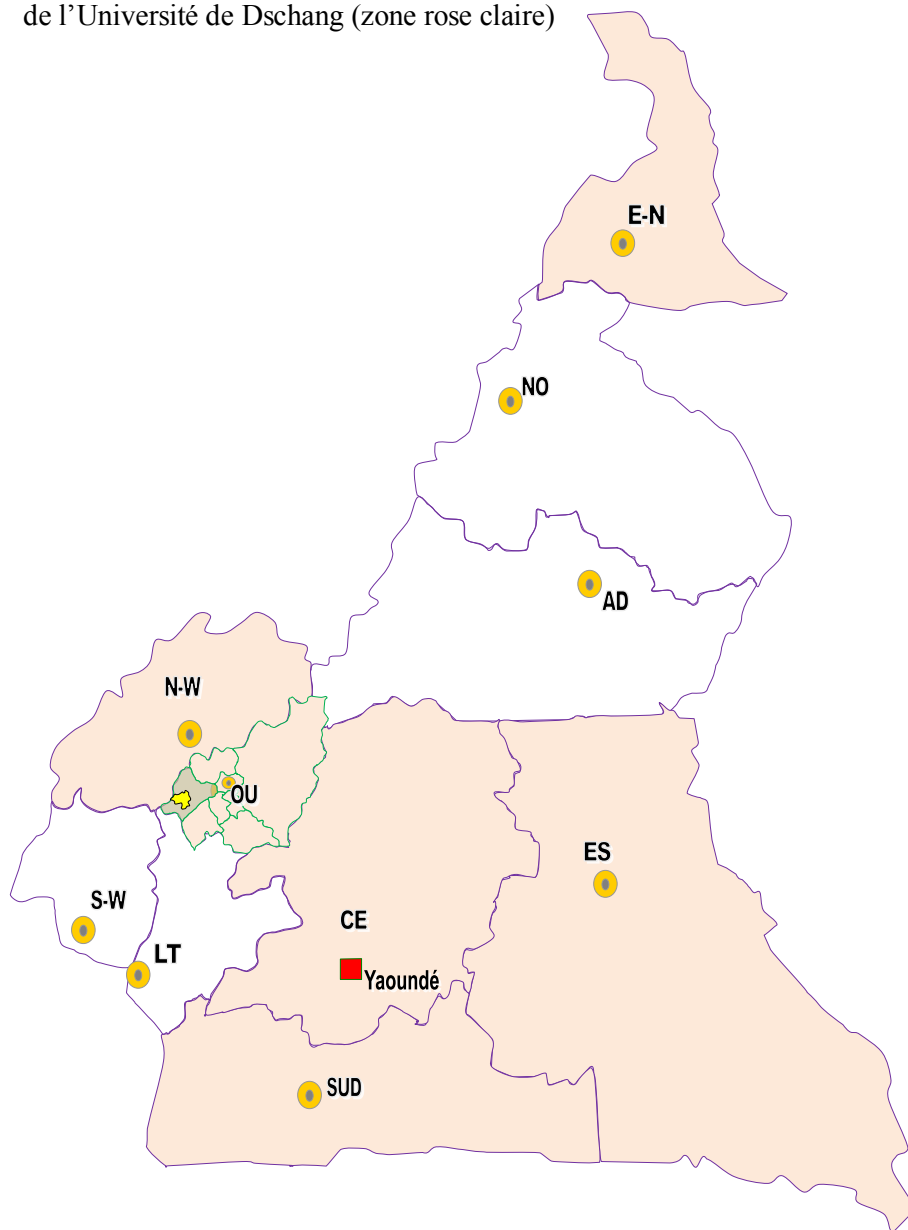 de l’Université de Dschang (zone rose claire)
E-N
NO
AD
N-W
OU
ES
S-W
CE
LT
Yaoundé
SUD